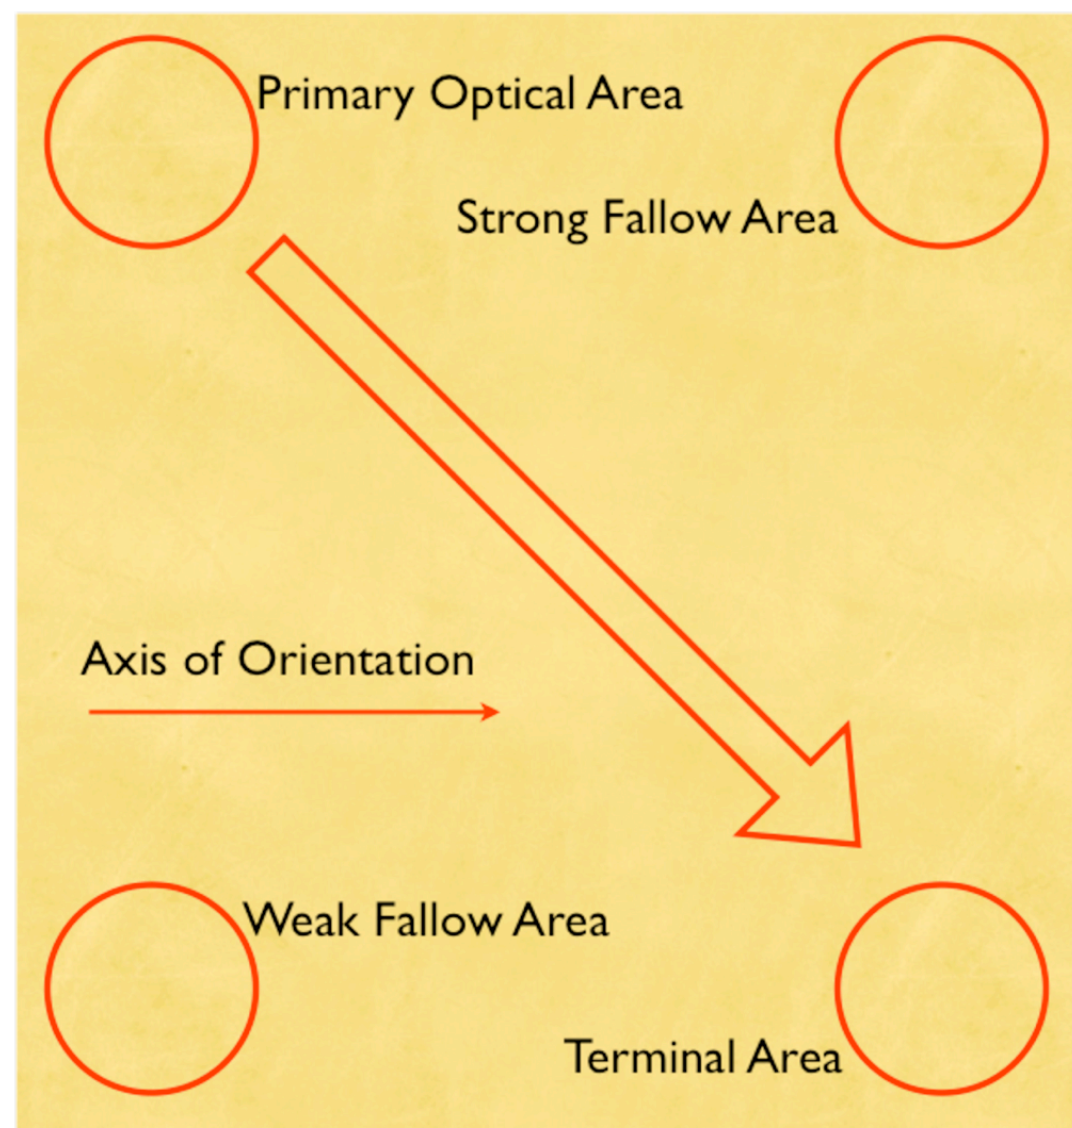 Primary Optical Area
Strong Fallow Area
Axis of Orientation
Weak Fallow Area
Terminal Area